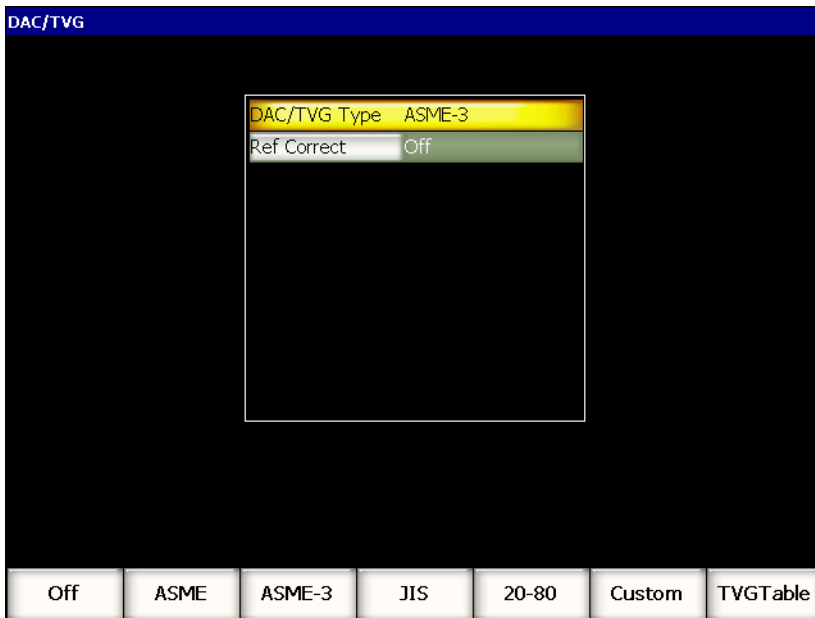 DAC/TVG
DAC/TVG Type ASME-3
Ref Correct Off
Off ASME ASME-3 JIS 20-80 Custom TVGTable